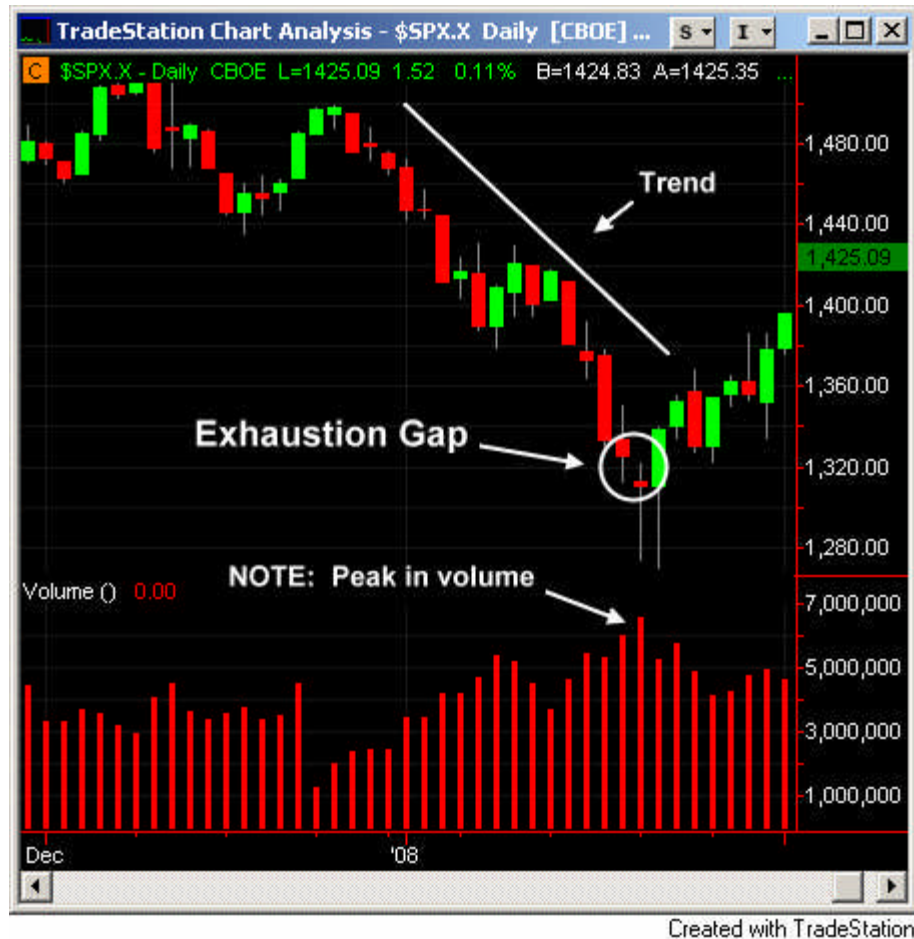 TradeStation Chart Analysis - $SPX.X Daily [CBOE] ... S I
C $SPX.X - Daily CBOE L=1425.09 1.52 0.11% B=1424.83 A=1425.35 ...
1,480.00
Trend
1,440.00
1,425.09
1,400.00
1,360.00
Exhaustion Gap
1,320.00
1,280.00
NOTE: Peak in volume
Volume () 0.00
7,000,000
5,000,000
3,000,000
1,000,000
Dec '08
Created with TradeStation